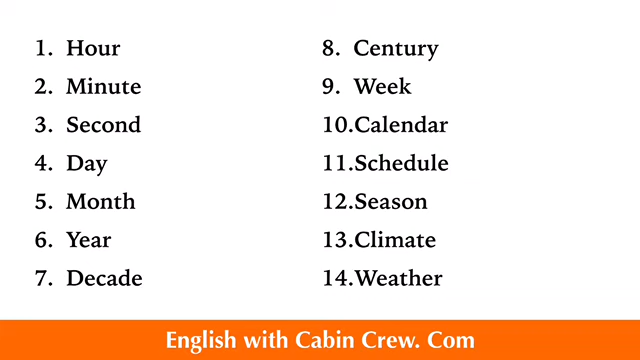 1. Hour
2. Minute
3. Second
4. Day
5. Month
6. Year
7. Decade
8. Century
9. Week
10.Calendar
11.Schedule
12.Season
13.Climate
14.Weather
English with Cabin Crew. Com